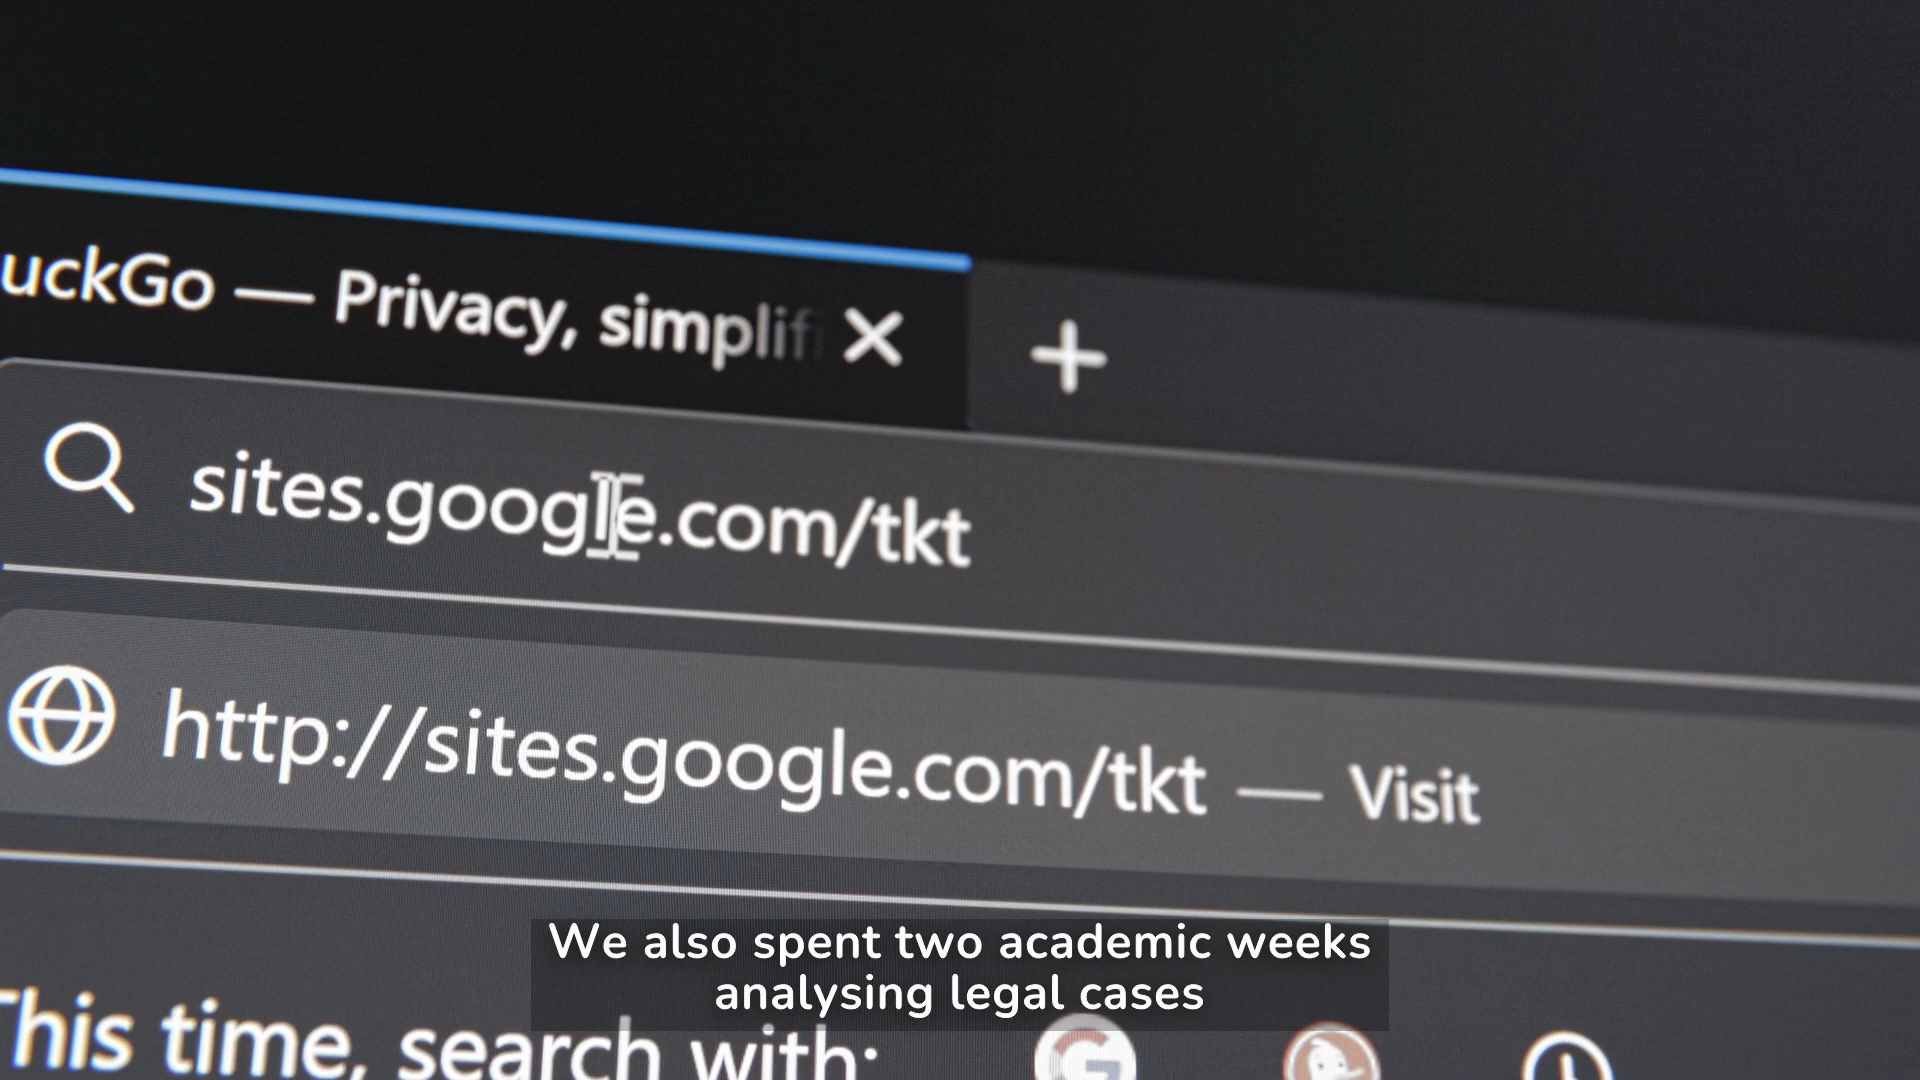 uckGo — Privacy, simplifi
sites.google.com/tkt
http://sites.google.com/tkt — Visit
This time, search with:
We also spent two academic weeks
analysing legal cases